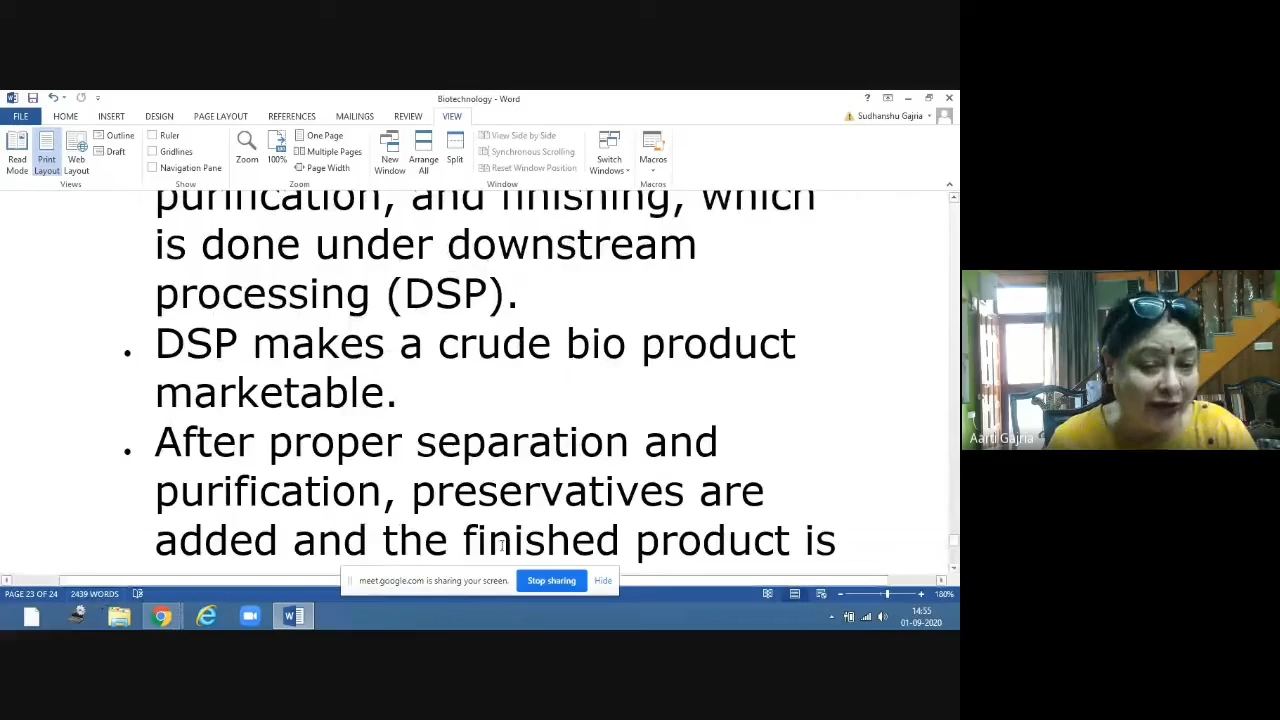 Biotechnology - Word
?
FILE HOME INSERT DESIGN PAGE LAYOUT REFERENCES MAILINGS REVIEW VIEW Sudhanshu Gajria
Read Mode Print Layout Web Layout Outline Draft Views
Ruler Gridlines Navigation Pane Show
Zoom 100% One Page Multiple Pages Page Width Zoom
New Window Arrange All Split View Side by Side Synchronous Scrolling Reset Window Position Window
Switch Windows Macros Macros
purification, and finishing, which
is done under downstream
processing (DSP).
• DSP makes a crude bio product
marketable.
• After proper separation and
purification, preservatives are
added and the finished product is
meet.google.com is sharing your screen. Stop sharing Hide
PAGE 23 OF 24 2439 WORDS 180%
14:55
01-09-2020
Aarti Gajria